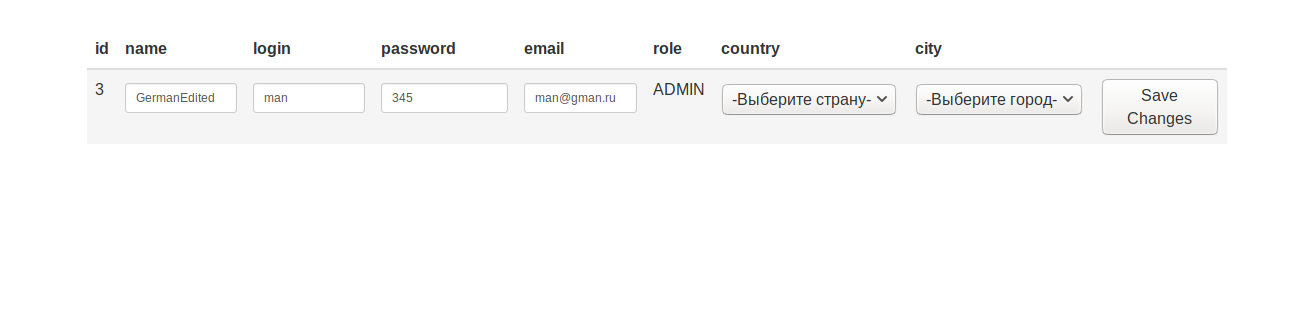 id name login password email role country city
3 GermanEdited man 345 man@gman.ru ADMIN -Выберите страну- -Выберите город- Save
Changes